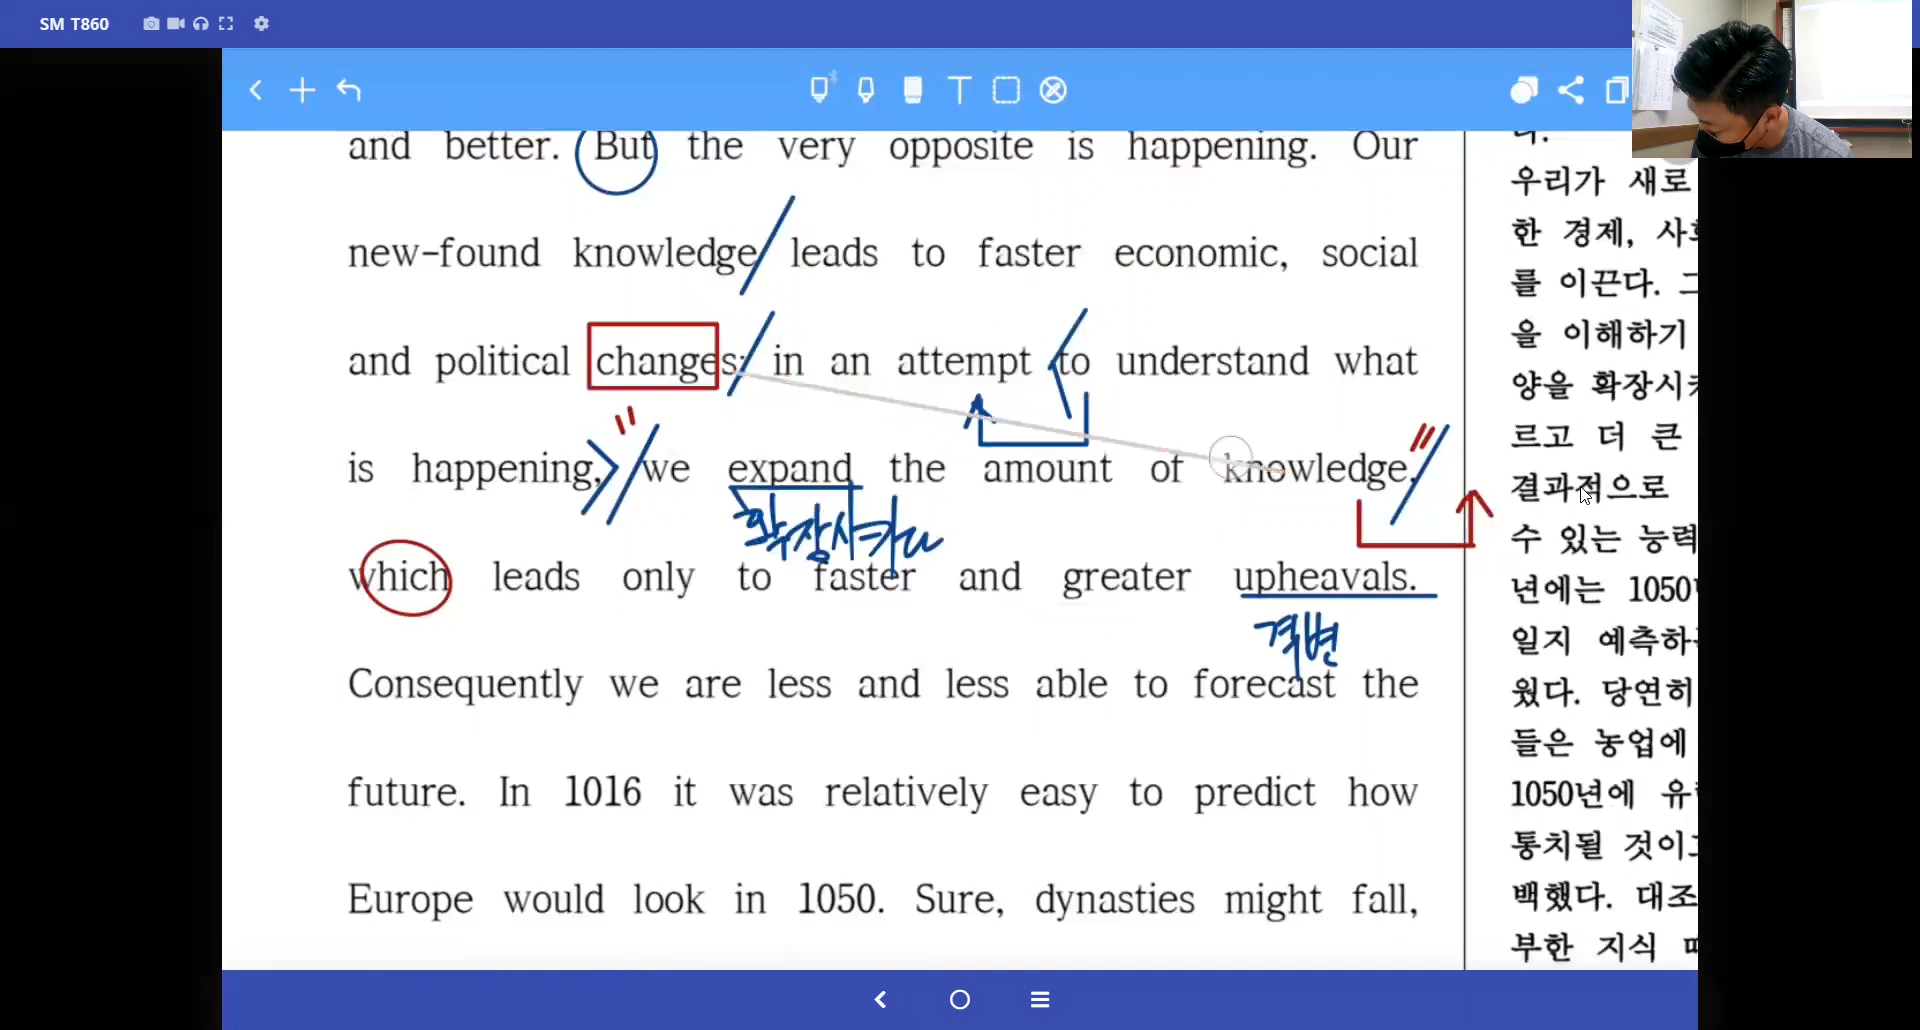 SM T860
and better. But the very opposite is happening. Our
new-found knowledge leads to faster economic, social
and political changes; in an attempt to understand what
is happening, we expand the amount of knowledge,
확장시키다
which leads only to faster and greater upheavals.
격변
Consequently we are less and less able to forecast the
future. In 1016 it was relatively easy to predict how
Europe would look in 1050. Sure, dynasties might fall,
우리가 새로
한 경제, 사회
를 이끈다.
을 이해하기
양을 확장시키
르고 더 큰
결과적으로
수 있는 능력
년에는 1050
일지 예측하
웠다. 당연히
들은 농업에
1050년에 유
통치될 것이고
백했다. 대조
부한 지식